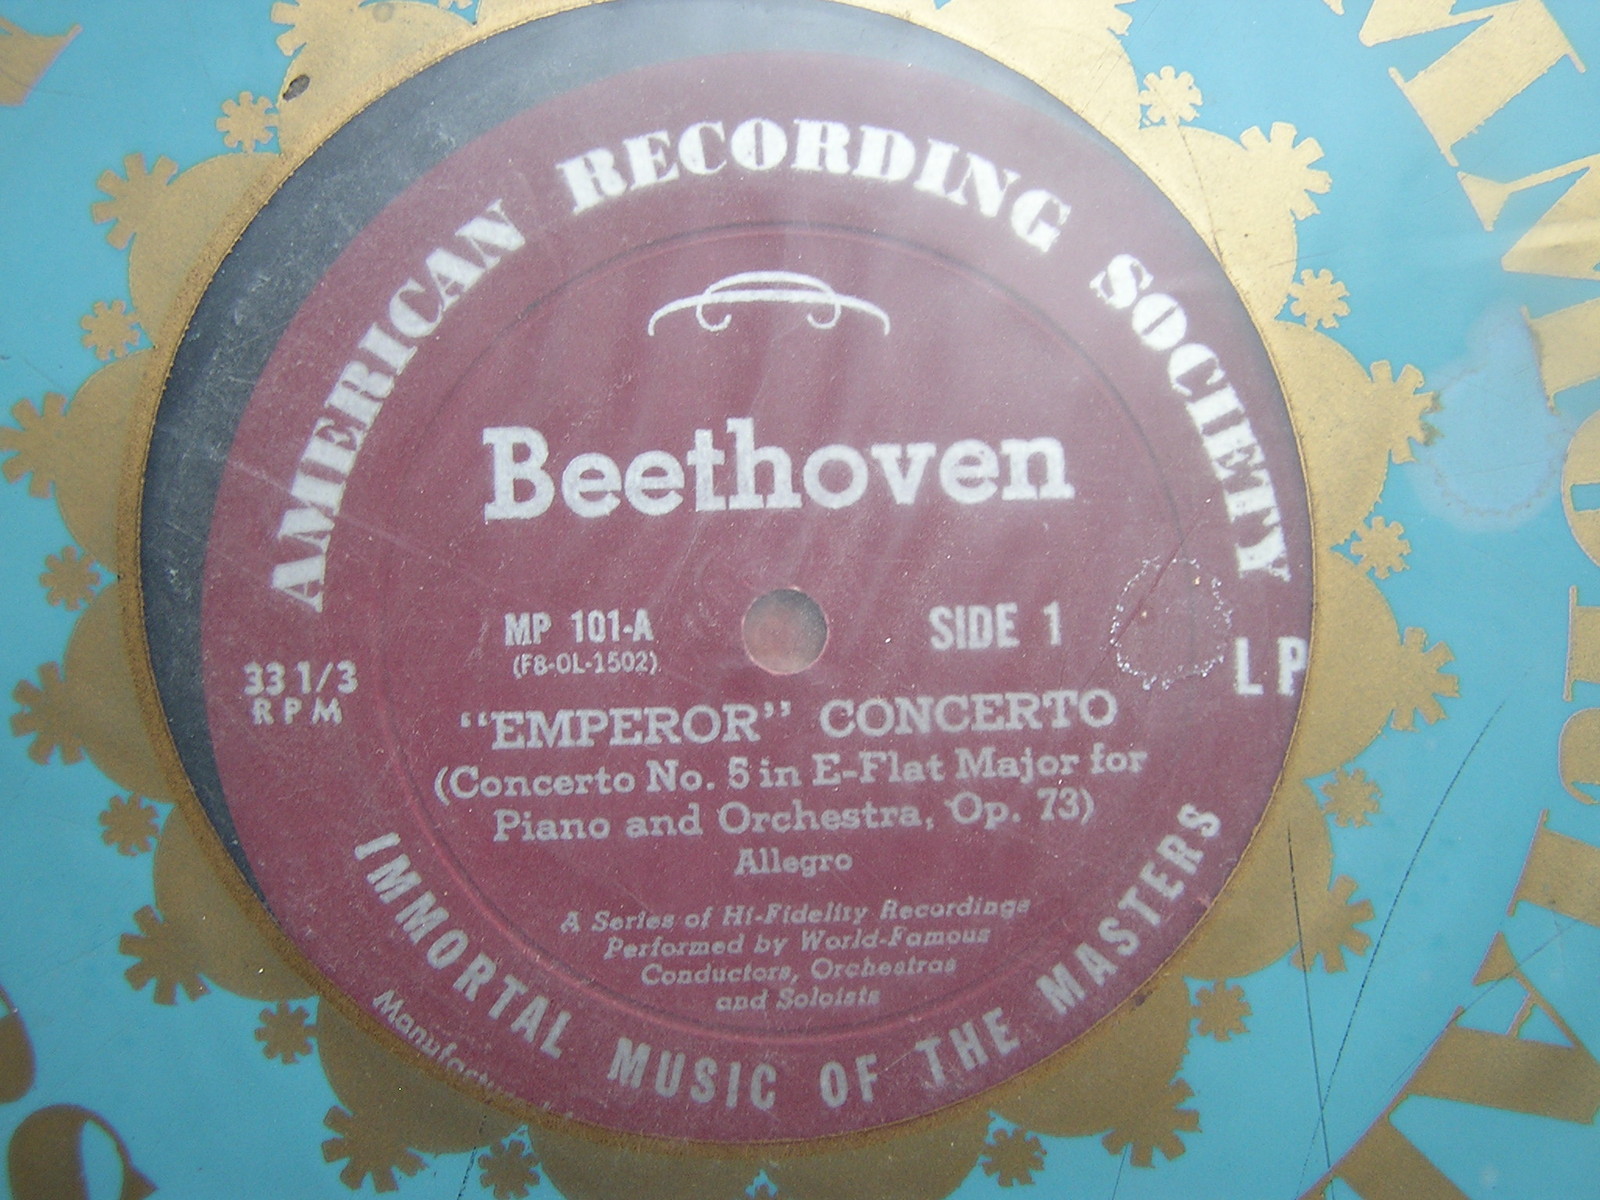 AMERICAN RECORDING SOCIETY
Beethoven
MP 101-A
SIDE 1
(F8-OL-1502)
33 1/3
RPM
LP
“EMPEROR” CONCERTO
(Concerto No. 5 in E-Flat Major for
Piano and Orchestra, Op. 73)
Allegro
A Series of Hi-Fidelity Recordings
Performed by World-Famous
Conductors, Orchestras
and Soloists
IMMORTAL MUSIC OF THE MASTERS